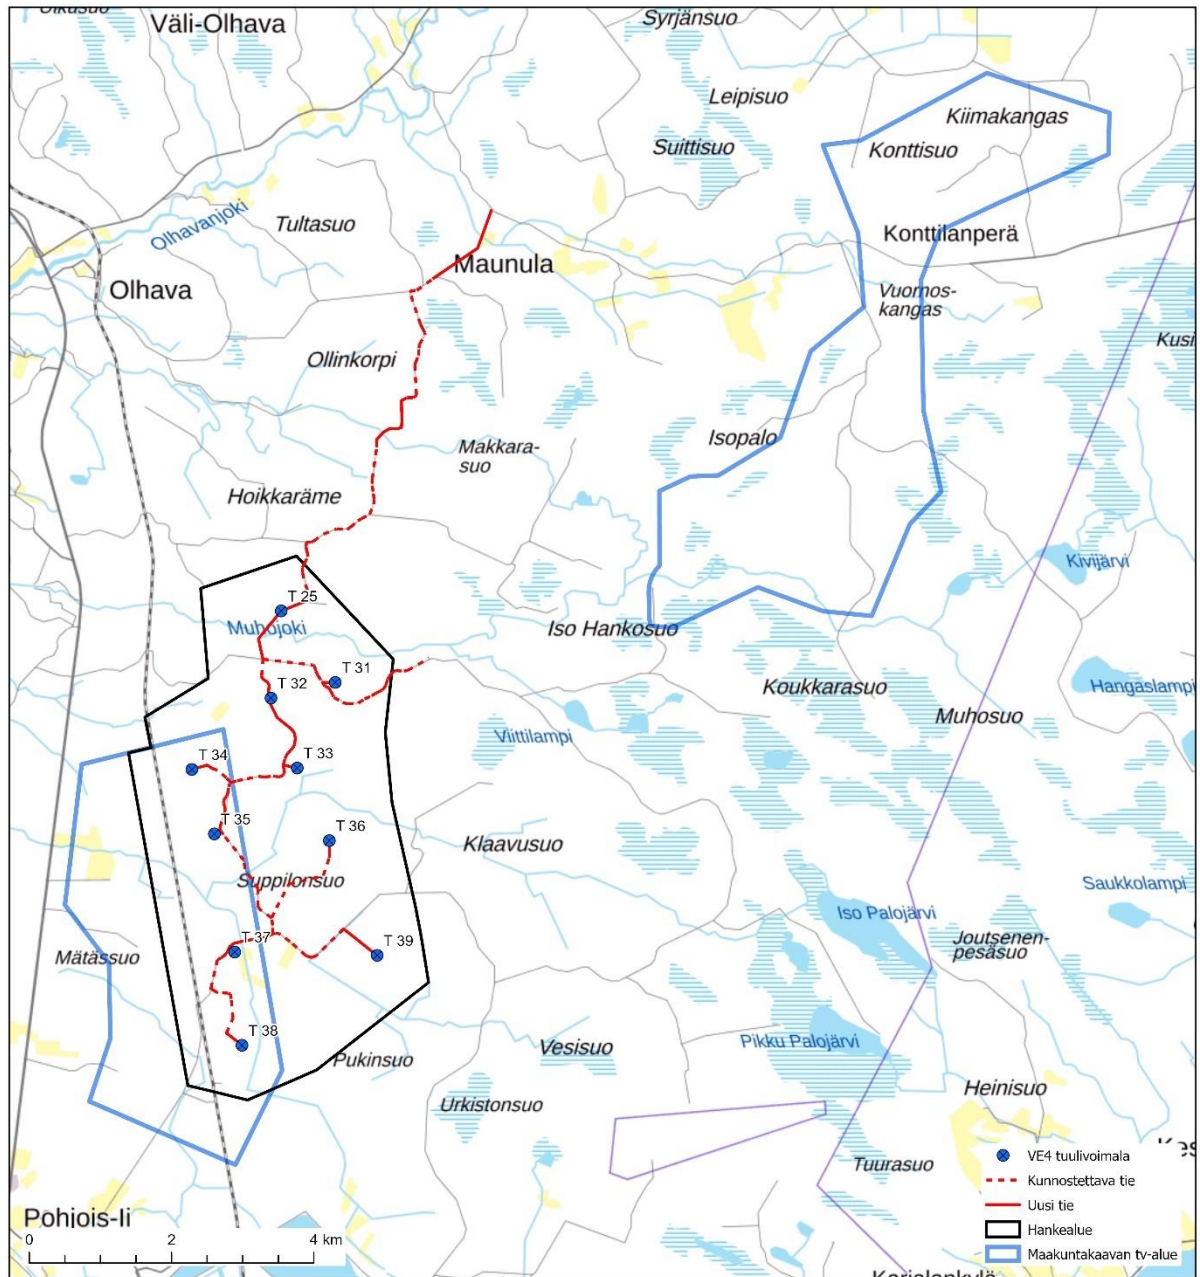 Väli-Olhava
Syrjänsuo
Leipisuo
Kiimakangas
Suittisuo
Konttisuo
Olhavanjoki
Tultasuo
Konttilanperä
Maunula
Olhava
Vuornos-
kangas
Ollinkorpi
Isopalo
Makkara-
suo
Hoikkaräme
Kivijärvi
T 25
Muhojoki
Iso Hankosuo
T 31
T 32
Koukkarasuo
Hangaslampi
Muhosuo
Viittilampi
T 34
T 33
T 35
T 36
Klaavusuo
Suppilonsuo
Saukkolampi
Iso Palojärvi
T 37
T 39
Joutsenen-
pesäsuo
Mätässuo
T 38
Pukinsuo
Vesisuo
Pikku Palojärvi
Heinisuo
Urkistonsuo
Tuurasuo
VE4 tuulivoimala
Kunnostettava tie
Uusi tie
Hankealue
Maakuntakaavan tv-alue
Pohjois-Ii
0 2 4 km